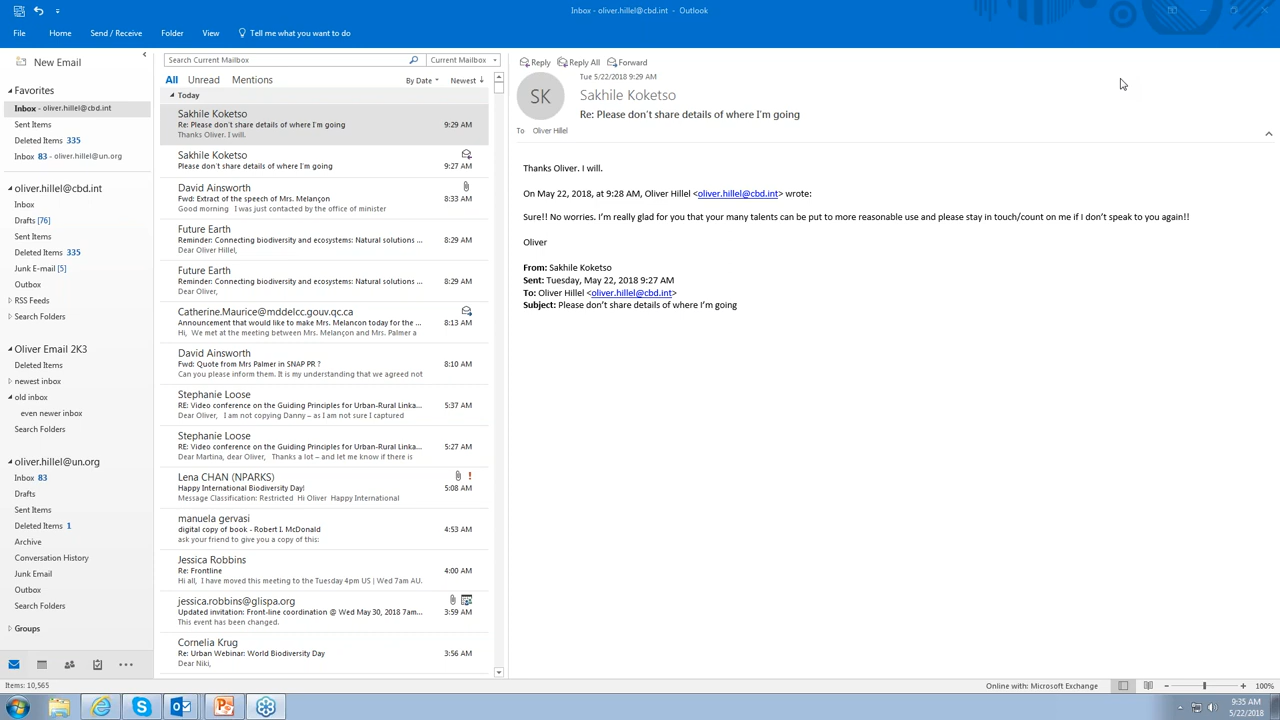 Inbox - oliver.hillel@cbd.int - Outlook
File Home Send / Receive Folder View Tell me what you want to do
New Email
Favorites
Inbox - oliver.hillel@cbd.int
Sent Items
Deleted Items 335
Inbox 83 - oliver.hillel@un.org
oliver.hillel@cbd.int
Inbox
Drafts [76]
Sent Items
Deleted Items 335
Junk E-mail [5]
Outbox
RSS Feeds
Search Folders
Oliver Email 2K3
Deleted Items
newest inbox
old inbox
even newer inbox
Search Folders
oliver.hillel@un.org
Inbox 83
Drafts
Sent Items
Deleted Items 1
Archive
Conversation History
Junk Email
Outbox
Search Folders
Groups
Search Current Mailbox Current Mailbox
All Unread Mentions By Date Newest
Today
Sakhile Koketso
Re: Please don't share details of where I'm going 9:29 AM
Thanks Oliver. I will.
Sakhile Koketso
Please don't share details of where I'm going 9:27 AM
David Ainsworth
Fwd: Extract of the speech of Mrs. Melançon 8:33 AM
Good morning I was just contacted by the office of minister
Future Earth
Reminder: Connecting biodiversity and ecosystems: Natural solutions ... 8:29 AM
Dear Oliver Hillel,
Future Earth
Reminder: Connecting biodiversity and ecosystems: Natural solutions ... 8:29 AM
Dear Oliver,
Catherine.Maurice@mddelcc.gouv.qc.ca
Announcement that would like to make Mrs. Melancon today for the ... 8:13 AM
Hi, We met at the meeting between Mrs. Melançon and Mrs. Palmer a
David Ainsworth
Fwd: Quote from Mrs Palmer in SNAP PR ? 8:10 AM
Can you please inform them. It is my understanding that we agreed not
Stephanie Loose
RE: Video conference on the Guiding Principles for Urban-Rural Linka... 5:37 AM
Dear Oliver, I am not copying Danny – as I am not sure I captured
Stephanie Loose
RE: Video conference on the Guiding Principles for Urban-Rural Linka... 5:27 AM
Dear Martina, dear Oliver, Thanks a lot – and let me know if there is
Lena CHAN (NPARKS)
Happy International Biodiversity Day! 5:08 AM
Message Classification: Restricted Hi Oliver Happy International
manuela gervasi
digital copy of book - Robert I. McDonald 4:53 AM
ask your friend to give you a copy of this:
Jessica Robbins
Re: Frontline 4:00 AM
Hi all, I have moved this meeting to the Tuesday 4pm US | Wed 7am AU.
jessica.robbins@glispa.org
Updated invitation: Front-line coordination @ Wed May 30, 2018 7am... 3:59 AM
This event has been changed.
Cornelia Krug
Re: Urban Webinar: World Biodiversity Day 3:56 AM
Dear Niki,
Reply Reply All Forward
Tue 5/22/2018 9:29 AM
SK
Sakhile Koketso
Re: Please don't share details of where I'm going
To Oliver Hillel
Thanks Oliver. I will.
On May 22, 2018, at 9:28 AM, Oliver Hillel <oliver.hillel@cbd.int> wrote:
Sure!! No worries. I'm really glad for you that your many talents can be put to more reasonable use and please stay in touch/count on me if I don't speak to you again!!
Oliver
From: Sakhile Koketso
Sent: Tuesday, May 22, 2018 9:27 AM
To: Oliver Hillel <oliver.hillel@cbd.int>
Subject: Please don't share details of where I'm going
Items: 10,565 Online with: Microsoft Exchange 100%
9:35 AM
5/22/2018